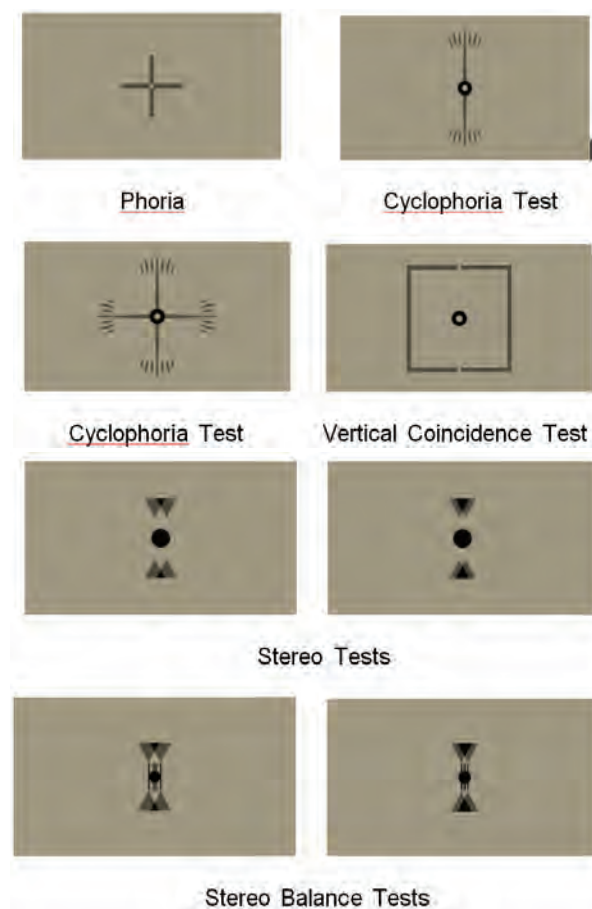 Phoria
Cyclophoria Test
Cyclophoria Test
Vertical Coincidence Test
Stereo Tests
Stereo Balance Tests